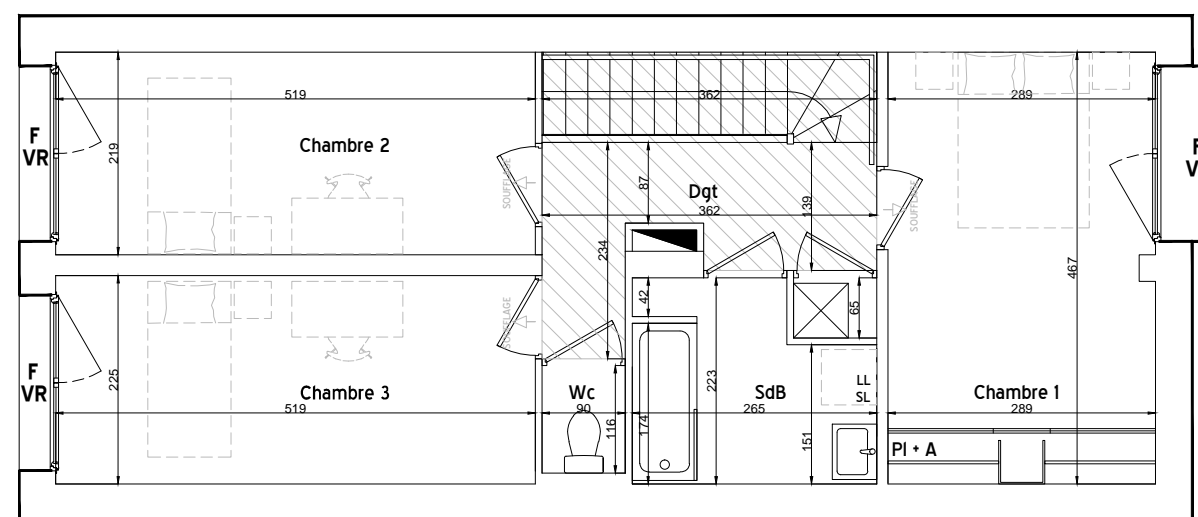 519
362
289
F
VR
Chambre 2
219
SOUFFLAGE
87
Dgt
139
362
SOUFFLAGE
F
V
234
467
42
65
SOUFFLAGE
F
VR
225
Chambre 3
519
Wc
90
116
174
223
SdB
265
LL
SL
151
Chambre 1
289
Pl + A